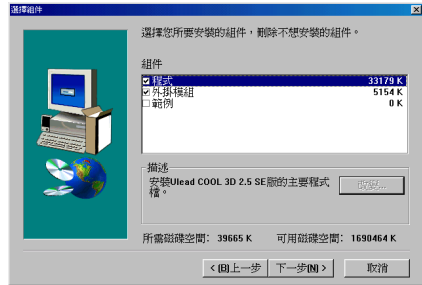 選擇組件
選擇您所要安裝的組件，刪除不想安裝的組件。
組件
程式 33179 K
外掛模組 5154 K
範例 0 K
描述
安裝Ulead COOL 3D 2.5 SE版的主要程式
檔。
所需磁碟空間： 39665 K 可用磁碟空間： 1690464 K
<(B)上一步 下一步(N)> 取消